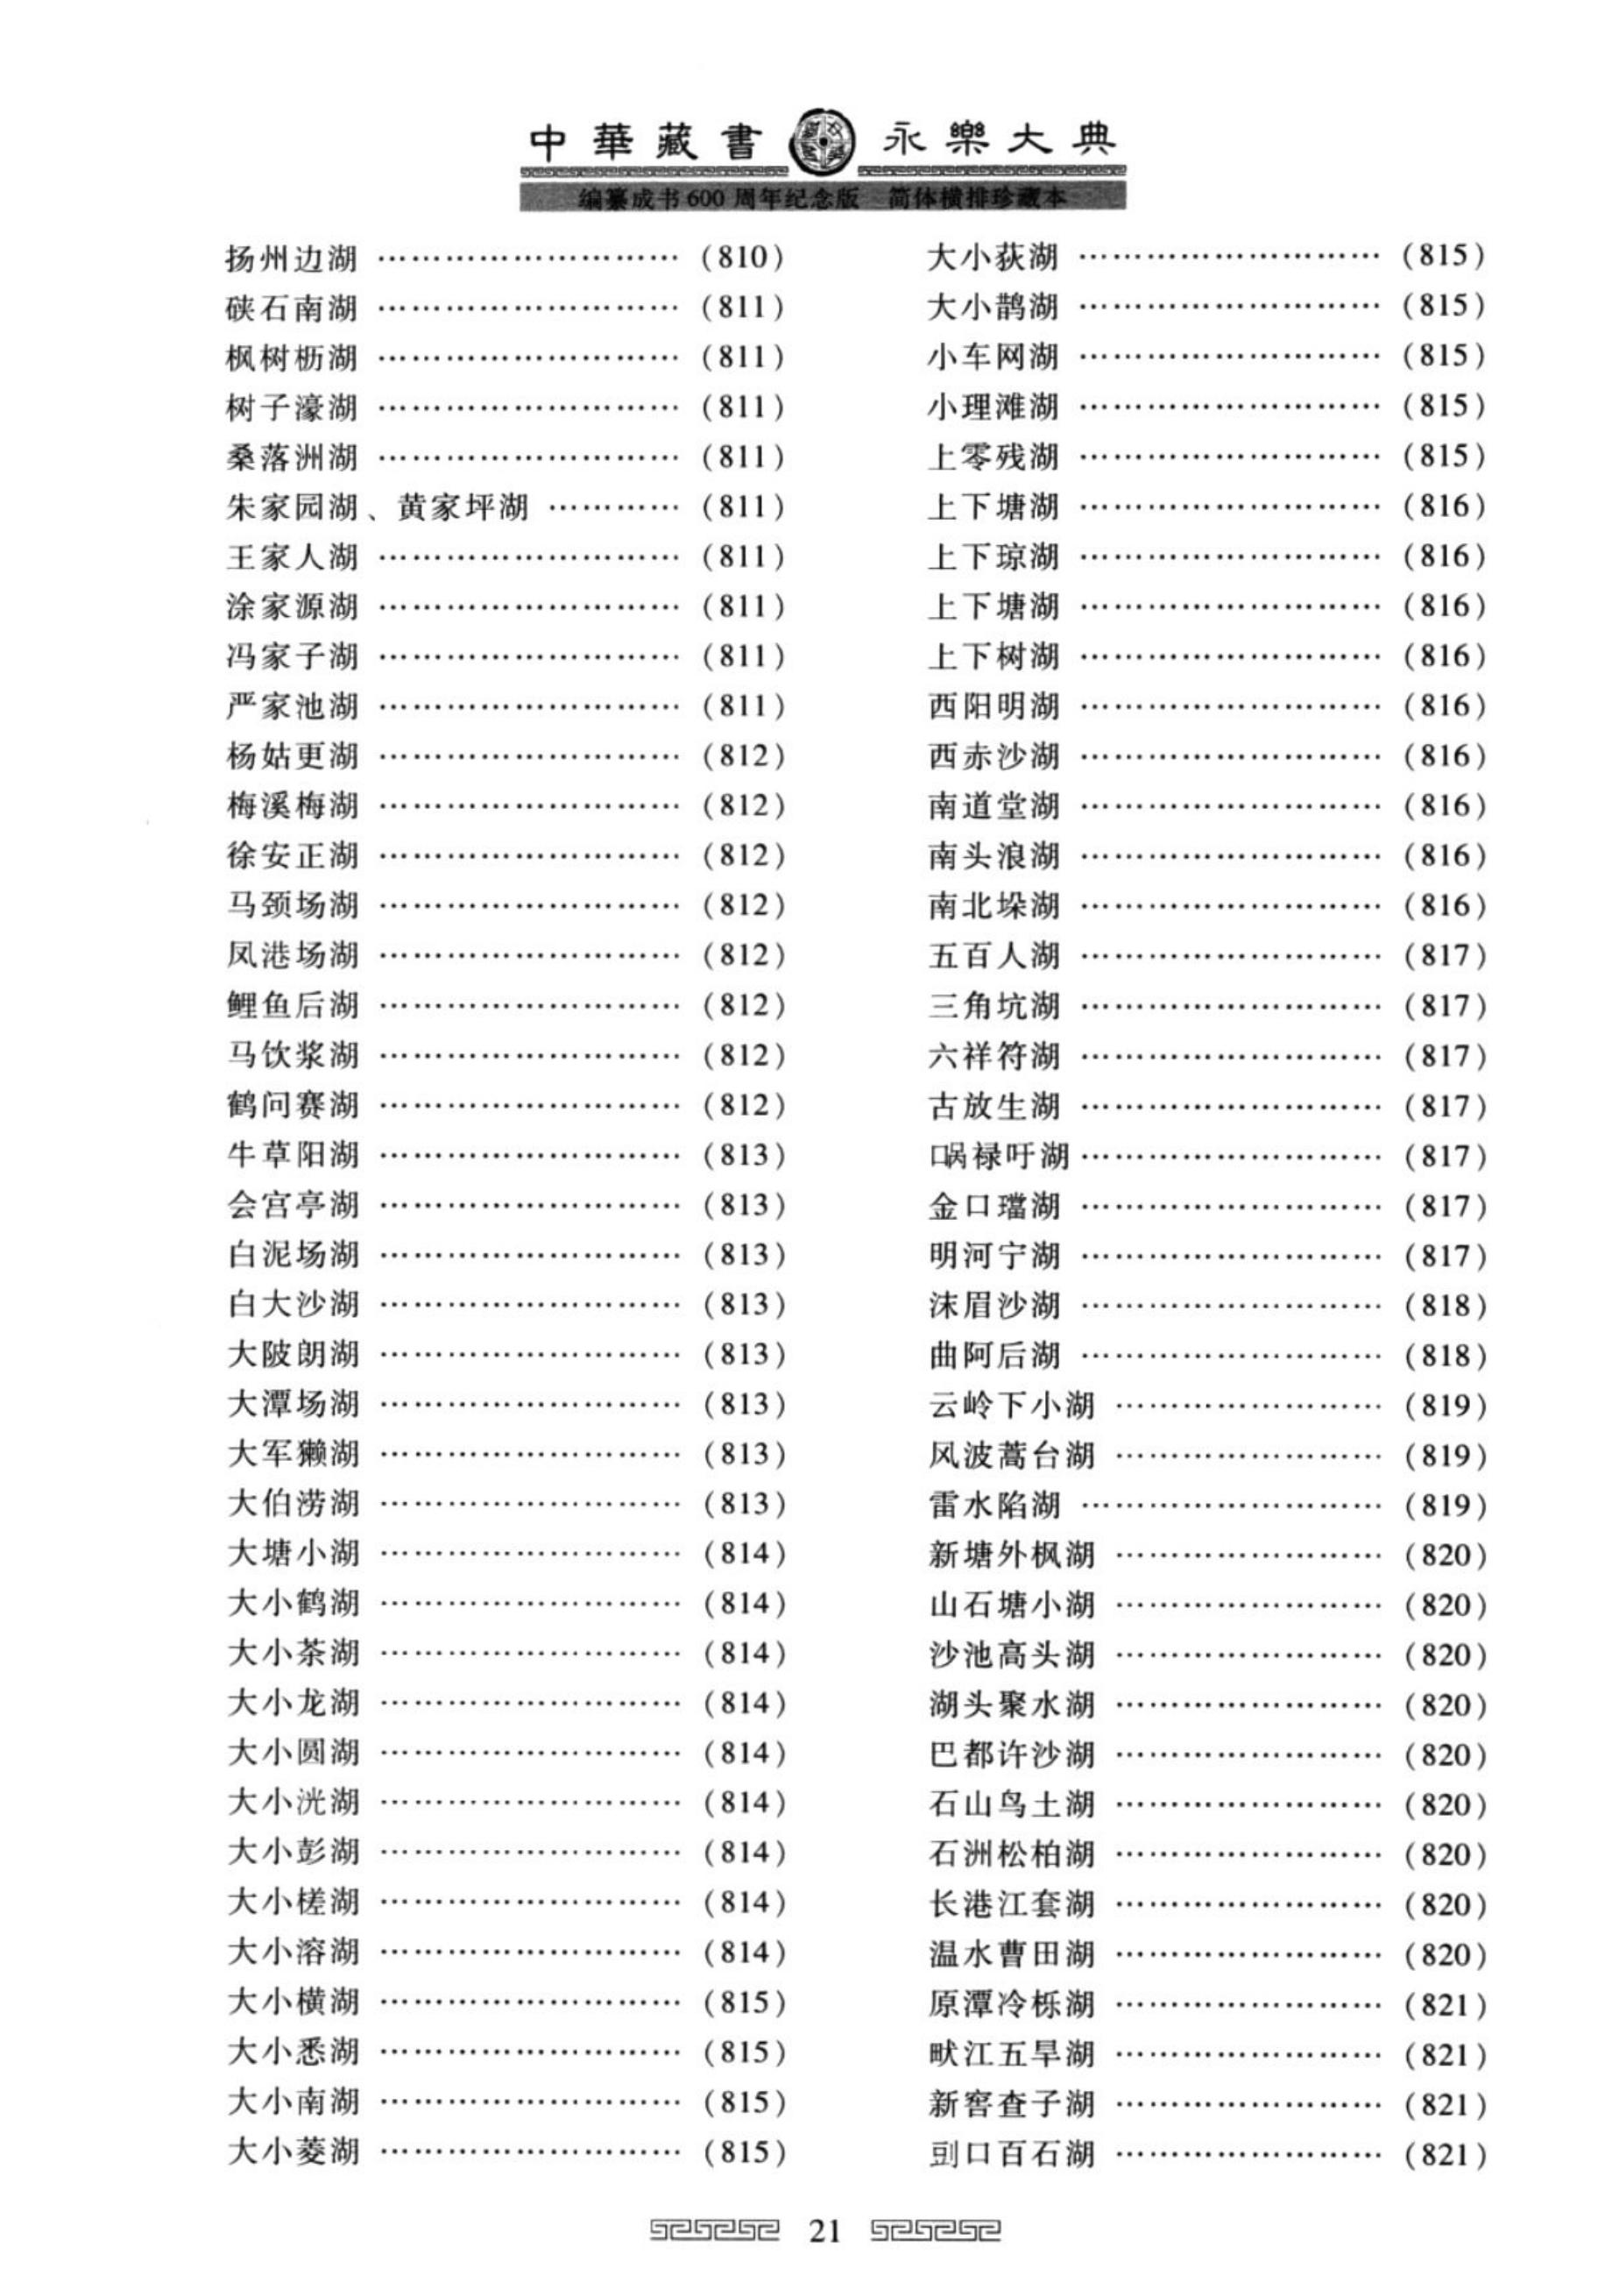 中華藏書 永樂大典
编纂成书600周年纪念版 简体横排珍藏本
扬州边湖 ………………………… (810)
硖石南湖 ………………………… (811)
枫树枥湖 ………………………… (811)
树子濠湖 ………………………… (811)
桑落洲湖 ………………………… (811)
朱家园湖、黄家坪湖 ………… (811)
王家人湖 ………………………… (811)
涂家源湖 ………………………… (811)
冯家子湖 ………………………… (811)
严家池湖 ………………………… (811)
杨姑更湖 ………………………… (812)
梅溪梅湖 ………………………… (812)
徐安正湖 ………………………… (812)
马颈场湖 ………………………… (812)
凤港场湖 ………………………… (812)
鲤鱼后湖 ………………………… (812)
马饮浆湖 ………………………… (812)
鹤问赛湖 ………………………… (812)
牛草阳湖 ………………………… (813)
会宫亭湖 ………………………… (813)
白泥场湖 ………………………… (813)
白大沙湖 ………………………… (813)
大陂朗湖 ………………………… (813)
大潭场湖 ………………………… (813)
大军獭湖 ………………………… (813)
大伯涝湖 ………………………… (813)
大塘小湖 ………………………… (814)
大小鹤湖 ………………………… (814)
大小茶湖 ………………………… (814)
大小龙湖 ………………………… (814)
大小圆湖 ………………………… (814)
大小洸湖 ………………………… (814)
大小彭湖 ………………………… (814)
大小槎湖 ………………………… (814)
大小溶湖 ………………………… (814)
大小横湖 ………………………… (815)
大小悉湖 ………………………… (815)
大小南湖 ………………………… (815)
大小菱湖 ………………………… (815)
大小荻湖 ………………………… (815)
大小鹊湖 ………………………… (815)
小车网湖 ………………………… (815)
小理滩湖 ………………………… (815)
上零残湖 ………………………… (815)
上下塘湖 ………………………… (816)
上下琼湖 ………………………… (816)
上下塘湖 ………………………… (816)
上下树湖 ………………………… (816)
西阳明湖 ………………………… (816)
西赤沙湖 ………………………… (816)
南道堂湖 ………………………… (816)
南头浪湖 ………………………… (816)
南北垛湖 ………………………… (816)
五百人湖 ………………………… (817)
三角坑湖 ………………………… (817)
六祥符湖 ………………………… (817)
古放生湖 ………………………… (817)
㖞禄吁湖 ………………………… (817)
金口璫湖 ………………………… (817)
明河宁湖 ………………………… (817)
沫眉沙湖 ………………………… (818)
曲阿后湖 ………………………… (818)
云岭下小湖 ……………………… (819)
风波蒿台湖 ……………………… (819)
雷水陷湖 ………………………… (819)
新塘外枫湖 ……………………… (820)
山石塘小湖 ……………………… (820)
沙池高头湖 ……………………… (820)
湖头聚水湖 ……………………… (820)
巴都许沙湖 ……………………… (820)
石山鸟土湖 ……………………… (820)
石洲松柏湖 ……………………… (820)
长港江套湖 ……………………… (820)
温水曹田湖 ……………………… (820)
原潭冷栎湖 ……………………… (821)
畎江五旱湖 ……………………… (821)
新窖查子湖 ……………………… (821)
剅口百石湖 ……………………… (821)
21